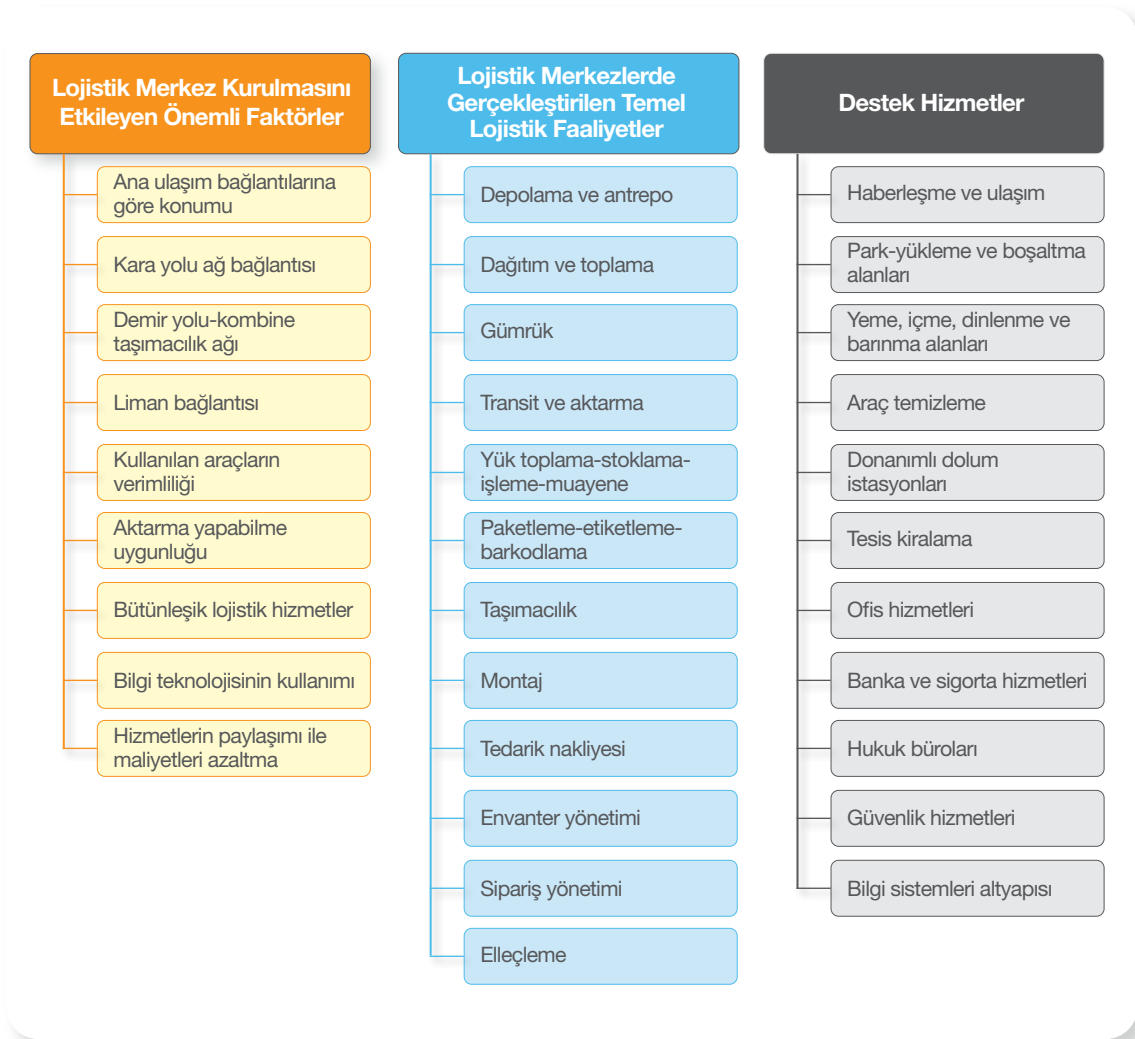 Lojistik Merkez Kurulmasını
Etkileyen Önemli Faktörler
Ana ulaşım bağlantılarına
göre konumu
Kara yolu ağ bağlantısı
Demir yolu-kombine
taşımacılık ağı
Liman bağlantısı
Kullanılan araçların
verimliliği
Aktarma yapabilme
uygunluğu
Bütünleşik lojistik hizmetler
Bilgi teknolojisinin kullanımı
Hizmetlerin paylaşımı ile
maliyetleri azaltma
Lojistik Merkezlerde
Gerçekleştirilen Temel
Lojistik Faaliyetler
Depolama ve antrepo
Dağıtım ve toplama
Gümrük
Transit ve aktarma
Yük toplama-stoklama-
işleme-muayene
Paketleme-etiketleme-
barkodlama
Taşımacılık
Montaj
Tedarik nakliyesi
Envanter yönetimi
Sipariş yönetimi
Elleçleme
Destek Hizmetler
Haberleşme ve ulaşım
Park-yükleme ve boşaltma
alanları
Yeme, içme, dinlenme ve
barınma alanları
Araç temizleme
Donanımlı dolum
istasyonları
Tesis kiralama
Ofis hizmetleri
Banka ve sigorta hizmetleri
Hukuk büroları
Güvenlik hizmetleri
Bilgi sistemleri altyapısı